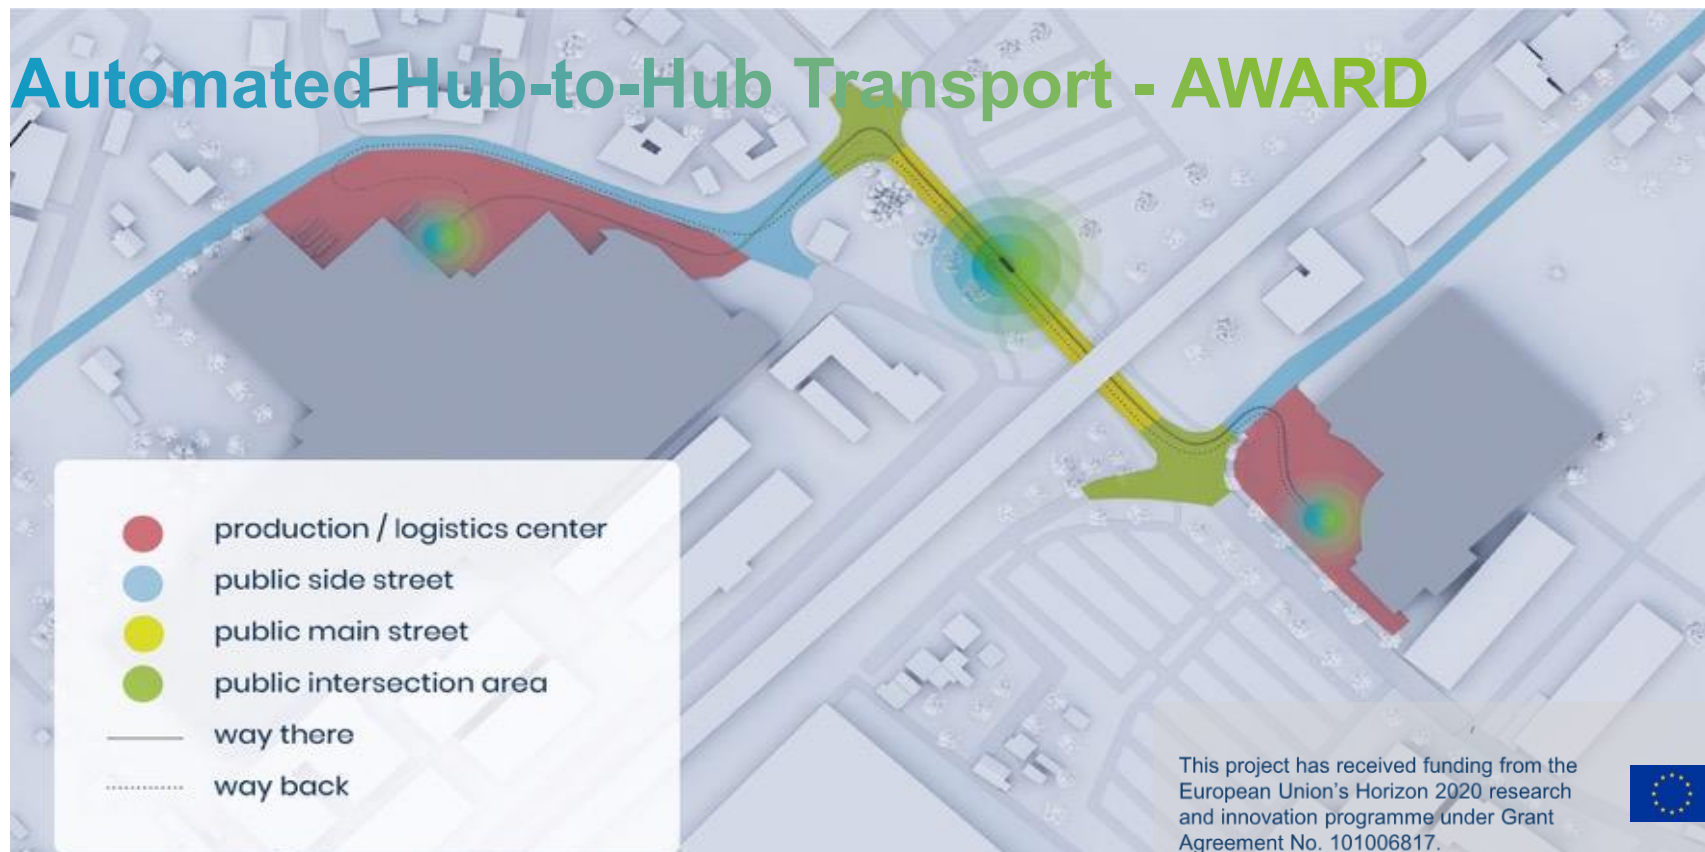 Automated Hub-to-Hub Transport - AWARD
production / logistics center
public side street
public main street
public intersection area
way there
way back
This project has received funding from the
European Union's Horizon 2020 research
and innovation programme under Grant
Agreement No. 101006817.